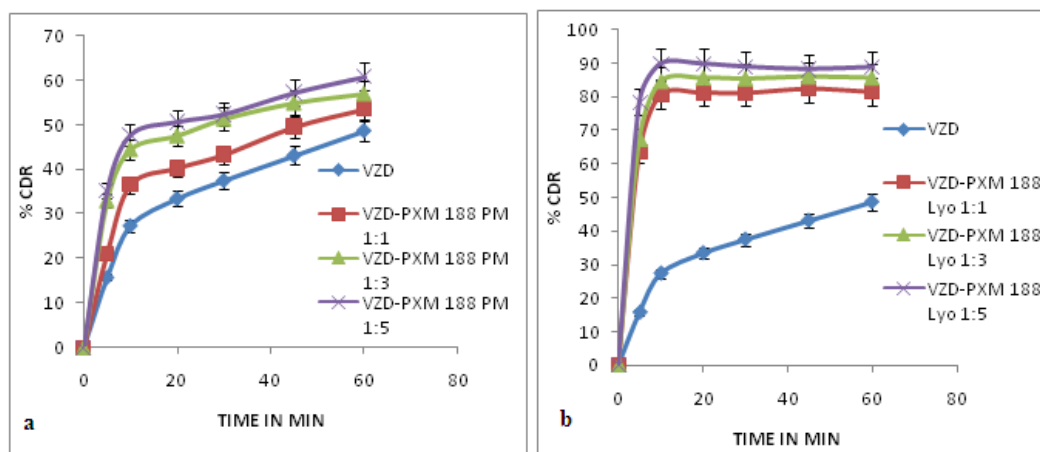 70
60
50
40
30
20
10
0
% CDR
0 20 40 60 80
TIME IN MIN
VZD
VZD-PXM 188 PM
1:1
VZD-PXM 188 PM
1:3
VZD-PXM 188 PM
1:5
a
100
90
80
70
60
50
40
30
20
10
0
% CDR
0 20 40 60 80
TIME IN MIN
VZD
VZD-PXM 188
Lyo 1:1
VZD-PXM 188
Lyo 1:3
VZD-PXM 188
Lyo 1:5
b